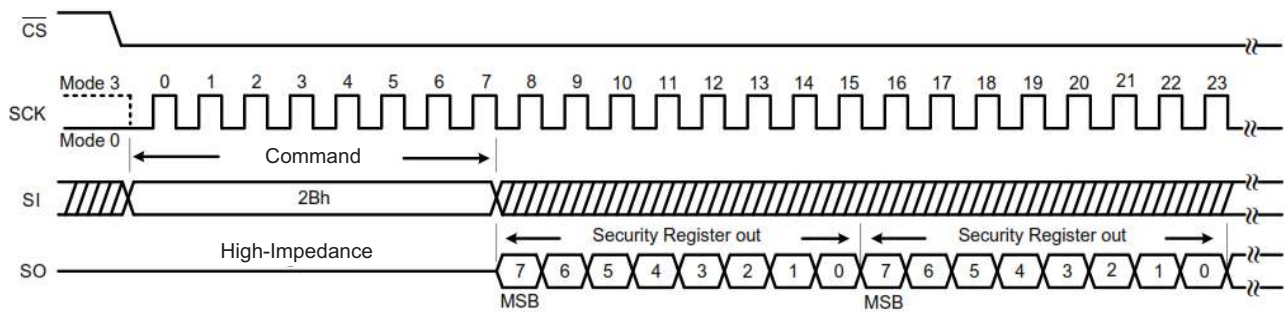 CS
Mode 3 0 1 2 3 4 5 6 7 8 9 10 11 12 13 14 15 16 17 18 19 20 21 22 23
SCK
Mode 0
Command
SI 2Bh
High-Impedance Security Register out Security Register out
SO 7 6 5 4 3 2 1 0 7 6 5 4 3 2 1 0
MSB MSB